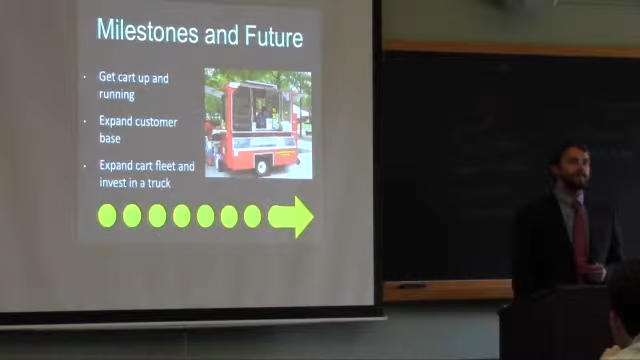 Milestones and Future
Get cart up and
running
Expand customer
base
Expand cart fleet and
invest in a truck